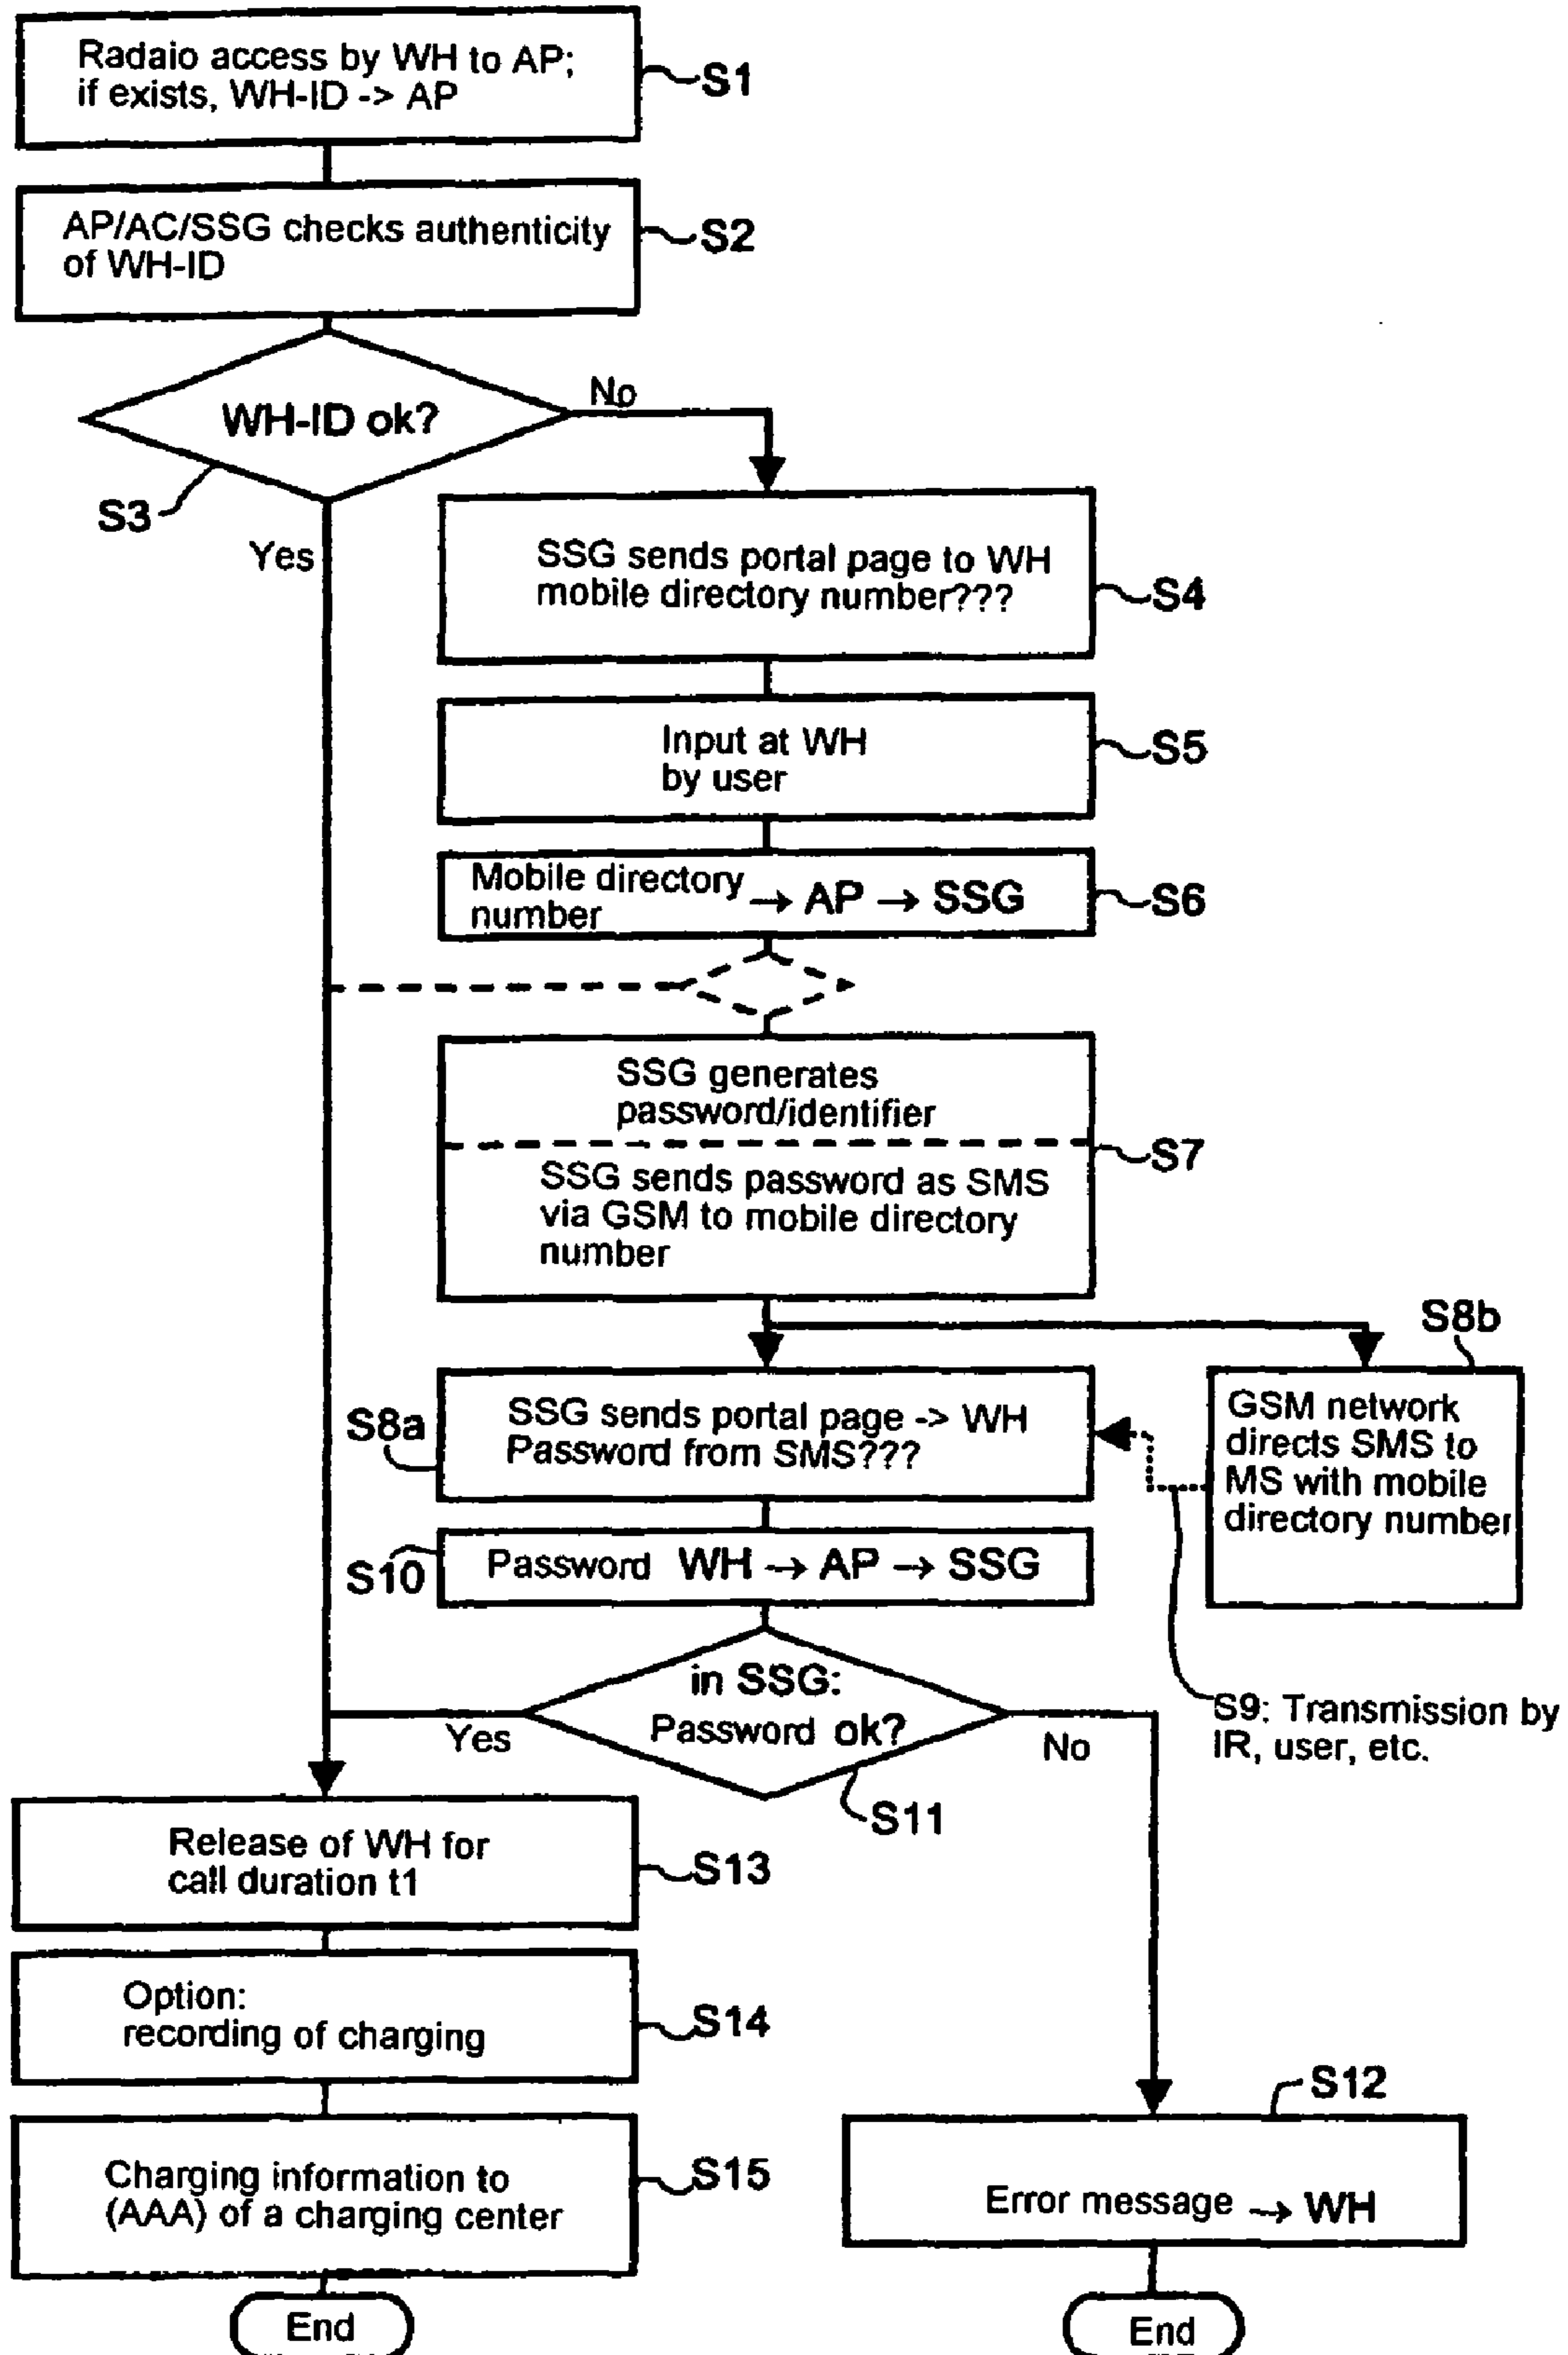 Radaio access by WH to AP;
if exists, WH-ID -> AP
S1
AP/AC/SSG checks authenticity
of WH-ID
S2
WH-ID ok?
No
S3
Yes
SSG sends portal page to WH
mobile directory number???
S4
Input at WH
by user
S5
Mobile directory
number → AP → SSG
S6
SSG generates
password/identifier
SSG sends password as SMS
via GSM to mobile directory
number
S7
S8b
GSM network
directs SMS to
MS with mobile
directory number
S8a
SSG sends portal page -> WH
Password from SMS???
S10
Password WH → AP → SSG
S9: Transmission by
IR, user, etc.
in SSG:
Password ok?
Yes
No
S11
Release of WH for
call duration t1
S13
Option:
recording of charging
S14
Charging information to
(AAA) of a charging center
S15
End
S12
Error message → WH
End